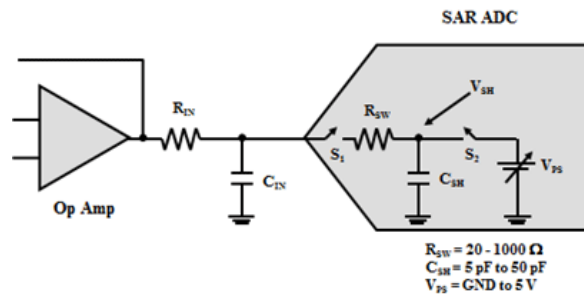 SAR ADC
V_SH
R_IN
R_SW
S_1
S_2
C_IN
C_SH
V_PS
Op Amp
R_SW = 20 - 1000 Ω
C_SH = 5 pF to 50 pF
V_PS = GND to 5 V